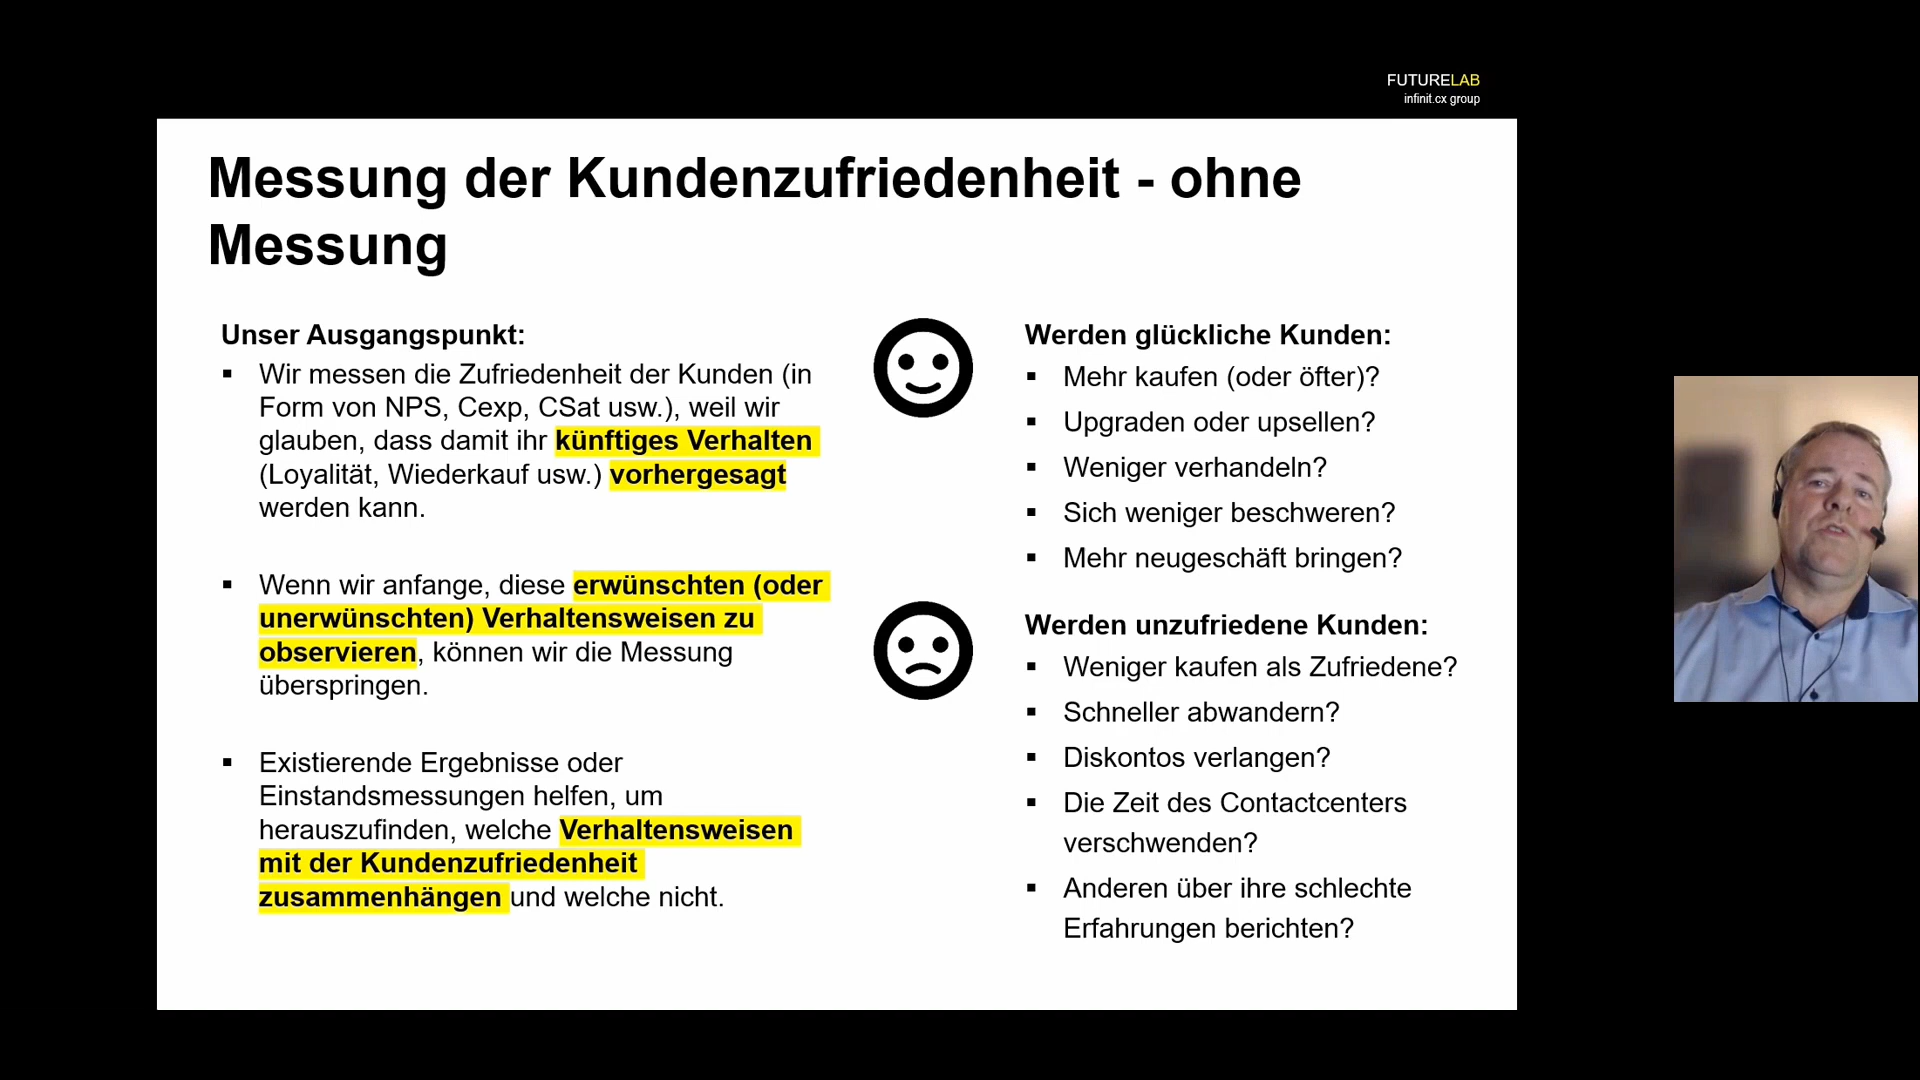 FUTURELAB
infinit.cx group
Messung der Kundenzufriedenheit - ohne
Messung
Unser Ausgangspunkt:
▪ Wir messen die Zufriedenheit der Kunden (in
Form von NPS, Cexp, CSat usw.), weil wir
glauben, dass damit ihr künftiges Verhalten
(Loyalität, Wiederkauf usw.) vorhergesagt
werden kann.
▪ Wenn wir anfange, diese erwünschten (oder
unerwünschten) Verhaltensweisen zu
observieren, können wir die Messung
überspringen.
▪ Existierende Ergebnisse oder
Einstandsmessungen helfen, um
herauszufinden, welche Verhaltensweisen
mit der Kundenzufriedenheit
zusammenhängen und welche nicht.
Werden glückliche Kunden:
▪ Mehr kaufen (oder öfter)?
▪ Upgraden oder upsellen?
▪ Weniger verhandeln?
▪ Sich weniger beschweren?
▪ Mehr neugeschäft bringen?
Werden unzufriedene Kunden:
▪ Weniger kaufen als Zufriedene?
▪ Schneller abwandern?
▪ Diskontos verlangen?
▪ Die Zeit des Contactcenters
verschwenden?
▪ Anderen über ihre schlechte
Erfahrungen berichten?